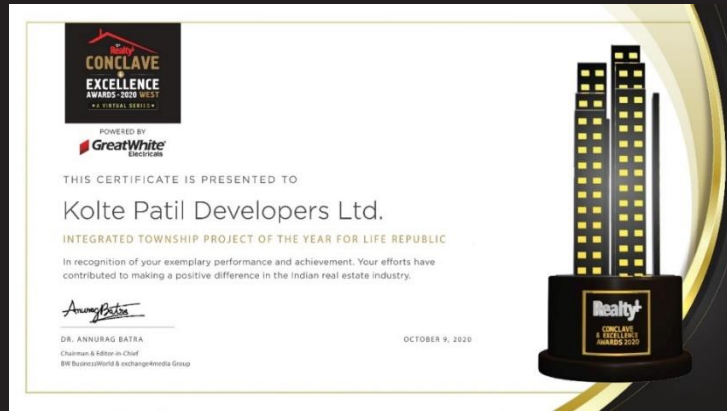 Realty+
CONCLAVE
&
EXCELLENCE
AWARDS - 2020 WEST
A VIRTUAL SERIES
POWERED BY
GreatWhite
Electricals
THIS CERTIFICATE IS PRESENTED TO
Kolte Patil Developers Ltd.
INTEGRATED TOWNSHIP PROJECT OF THE YEAR FOR LIFE REPUBLIC
In recognition of your exemplary performance and achievement. Your efforts have
contributed to making a positive difference in the Indian real estate industry.
Anurag Batra
DR. ANNURAG BATRA
OCTOBER 9, 2020
Chairman & Editor-in-Chief
BW BusinessWorld & exchange4media Group
Realty+
CONCLAVE
& EXCELLENCE
AWARDS 2020